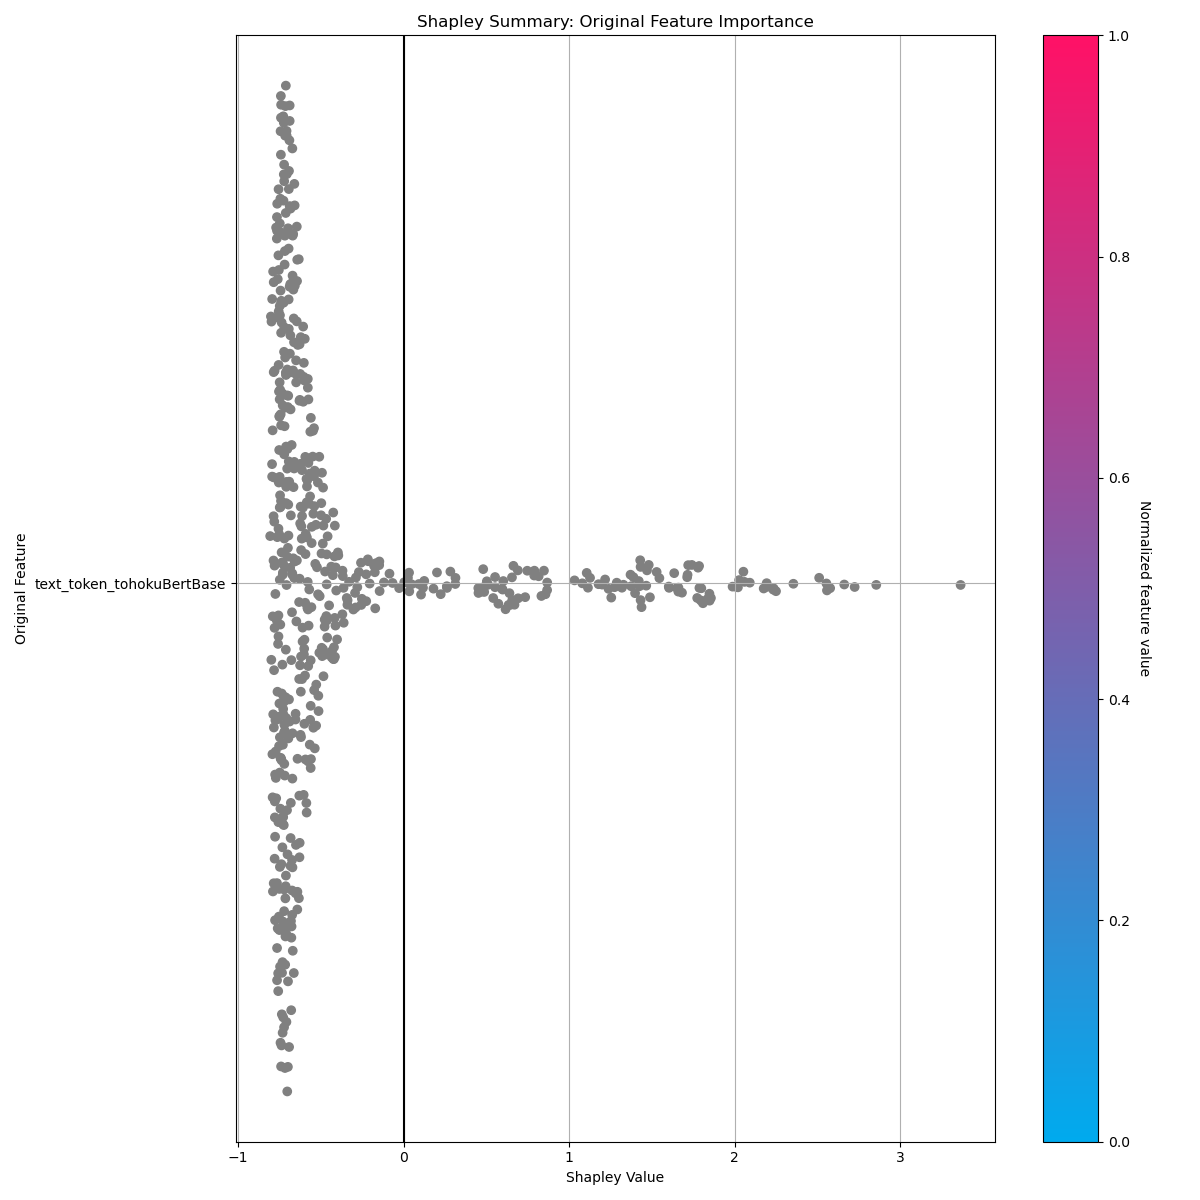 Shapley Summary: Original Feature Importance
Original Feature
text_token_tohokuBertBase
−1
0
1
2
3
Shapley Value
1.0
0.8
0.6
0.4
0.2
0.0
Normalized feature value